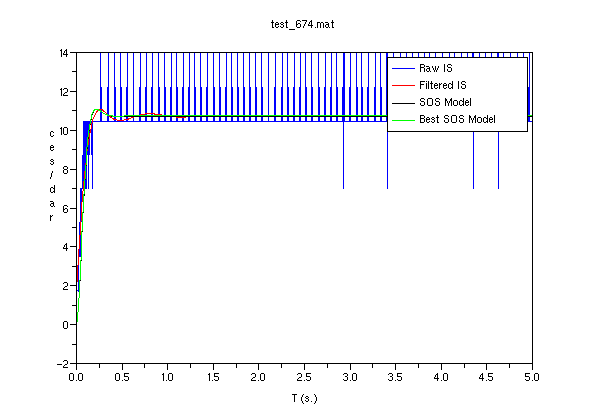 test_674.mat
14
12
10
8
6
4
2
0
−2
ces/dar
Raw IS
Filtered IS
SOS Model
Best SOS Model
0.0 0.5 1.0 1.5 2.0 2.5 3.0 3.5 4.0 4.5 5.0
T (s.)